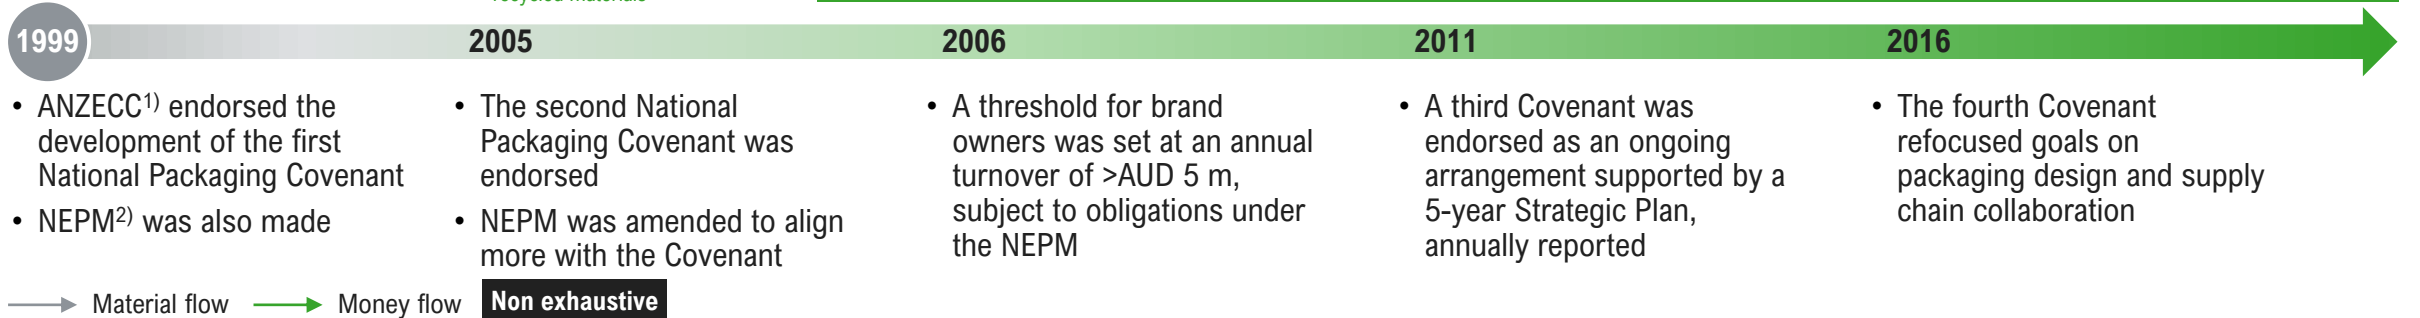 recycled materials
1999
2005
2006
2011
2016
• ANZECC1) endorsed the
development of the first
National Packaging Covenant
• NEPM2) was also made
• The second National
Packaging Covenant was
endorsed
• NEPM was amended to align
more with the Covenant
• A threshold for brand
owners was set at an annual
turnover of >AUD 5 m,
subject to obligations under
the NEPM
• A third Covenant was
endorsed as an ongoing
arrangement supported by a
5-year Strategic Plan,
annually reported
• The fourth Covenant
refocused goals on
packaging design and supply
chain collaboration
Material flow
Money flow
Non exhaustive